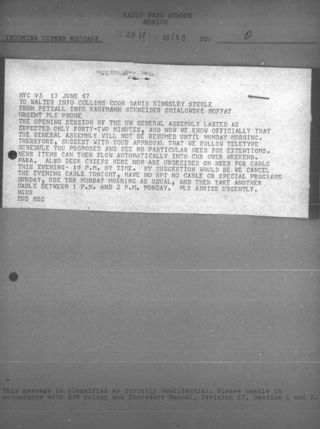 RADIO FREE EUROPE
MUNICH
INCOMING CIPHER MESSAGE JUN 17 TO:
NYC 93 17 JUNE 67
TO WALTER INFO COLLINS COOK DAVIS KINGSLEY STEELE
FROM PETZALL INFO KAUFMANN SCHNEIDER SMIALOWSKI MOFFAT
URGENT PLS PHONE
THE OPENING SESSION OF THE UN GENERAL ASSEMBLY LASTED AS
EXPECTED ONLY FORTY-TWO MINUTES, AND NOW WE KNOW OFFICIALLY THAT
THE GENERAL ASSEMBLY WILL NOT BE RESUMED UNTIL MONDAY MORNING.
THEREFORE, SUGGEST WITH YOUR APPROVAL THAT WE FOLLOW TELETYPE
SCHEDULE YOU PROPOSED AND SEE NO PARTICULAR NEED FOR EXTENTIONS.
NEWS ITEMS CAN THEN FLOW AUTOMATICALLY INTO CNR OVER WEEKEND.
PARA. ALSO DESK CHIEFS HERE NOW ARE UNDECIDED ON NEED FOR CABLE
THIS EVENING- 10 P.M. NY TIME. MY SUGGESTION WOULD BE WE CANCEL
THE EVENING CABLE TONIGHT, HAVE NO CABLE OR SPECIAL PROGRAMS
SUNDAY, USE YOUR MONDAY MORNING AS USUAL, AND THEN TAKE ANOTHER
CABLE BETWEEN 1 P.M. AND 2 P.M. MONDAY. PLS ADVISE URGENTLY.
RGDS
END MSG
This message is classified as Strictly Confidential. Please handle in
accordance with RFE Policy and Procedure Manual, Division II, Section I and 2.